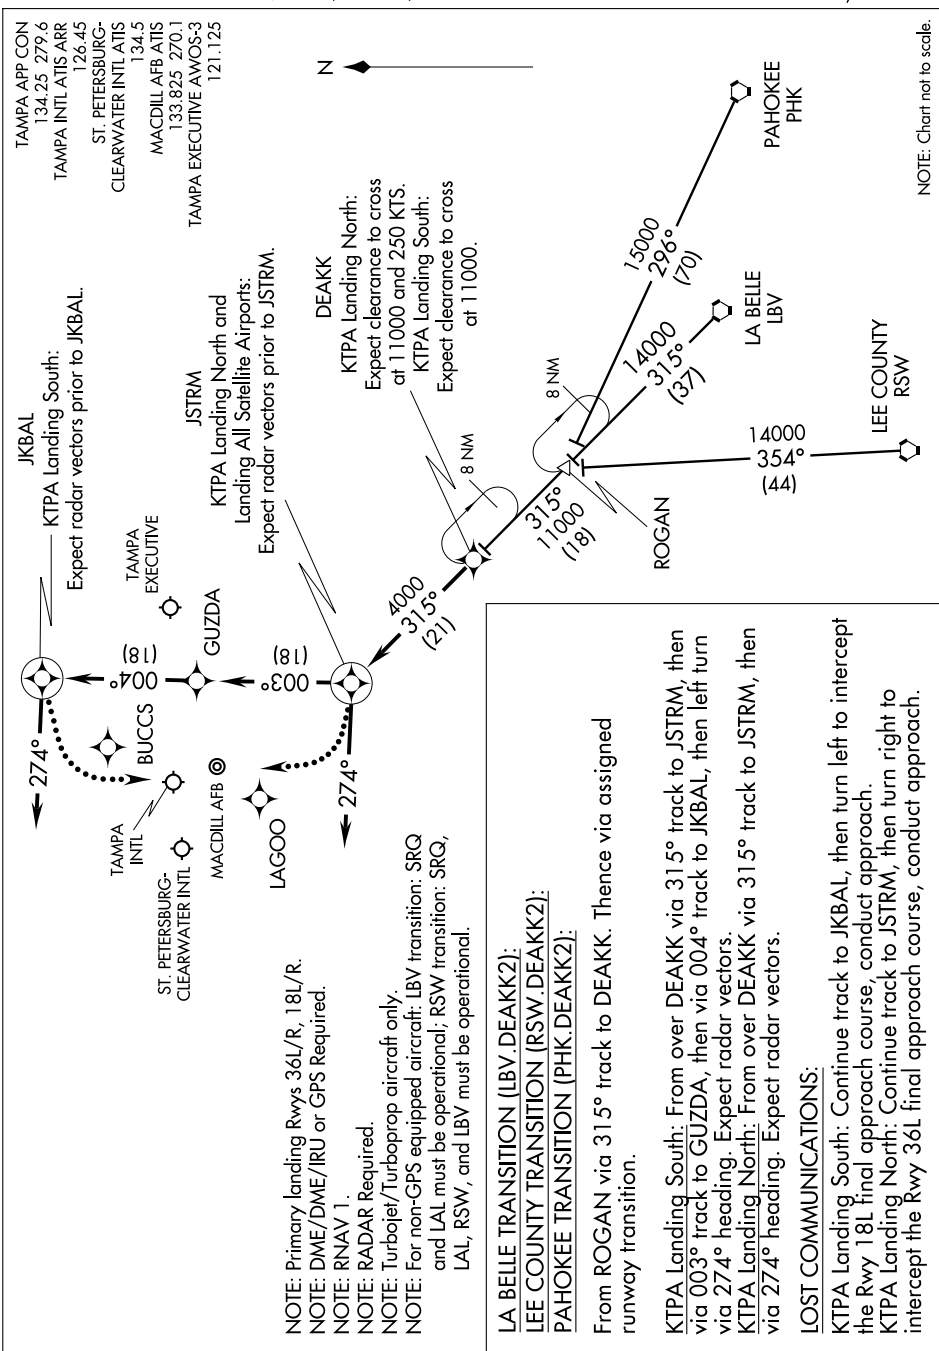 TAMPA APP CON
134.25 279.6
TAMPA INTL ATIS ARR
126.45
ST. PETERSBURG-
CLEARWATER INTL ATIS
134.5
MACDILL AFB ATIS
133.825 270.1
TAMPA EXECUTIVE AWOS-3
121.125
N
JKBAL
KTPA Landing South:
Expect radar vectors prior to JKBAL.
JSTRM
KTPA Landing North and
Landing All Satellite Airports:
Expect radar vectors prior to JSTRM.
DEAKK
KTPA Landing North:
Expect clearance to cross
at 11000 and 250 KTS.
KTPA Landing South:
Expect clearance to cross
at 11000.
274°
TAMPA
EXECUTIVE
004°
(18)
GUZDA
003°
(18)
BUCCS
TAMPA
INTL
ST. PETERSBURG-
CLEARWATER INTL
MACDILL AFB
LAGOO
274°
4000
315°
(21)
8 NM
315°
11000
(18)
8 NM
ROGAN
15000
296°
(70)
PAHOKEE
PHK
14000
315°
(37)
LA BELLE
LBV
14000
354°
(44)
LEE COUNTY
RSW
NOTE: Chart not to scale.
NOTE: Primary landing Rwys 36L/R, 18L/R.
NOTE: DME/DME/IRU or GPS Required.
NOTE: RNAV 1.
NOTE: RADAR Required.
NOTE: Turbojet/Turboprop aircraft only.
NOTE: For non-GPS equipped aircraft: LBV transition: SRQ
and LAL must be operational; RSW transition: SRQ,
LAL, RSW, and LBV must be operational.
LA BELLE TRANSITION (LBV.DEAKK2):
LEE COUNTY TRANSITION (RSW.DEAKK2):
PAHOKEE TRANSITION (PHK.DEAKK2):
From ROGAN via 315° track to DEAKK. Thence via assigned
runway transition.
KTPA Landing South: From over DEAKK via 315° track to JSTRM, then
via 003° track to GUZDA, then via 004° track to JKBAL, then left turn
via 274° heading. Expect radar vectors.
KTPA Landing North: From over DEAKK via 315° track to JSTRM, then
via 274° heading. Expect radar vectors.
LOST COMMUNICATIONS:
KTPA Landing South: Continue track to JKBAL, then turn left to intercept
the Rwy 18L final approach course, conduct approach.
KTPA Landing North: Continue track to JSTRM, then turn right to
intercept the Rwy 36L final approach course, conduct approach.